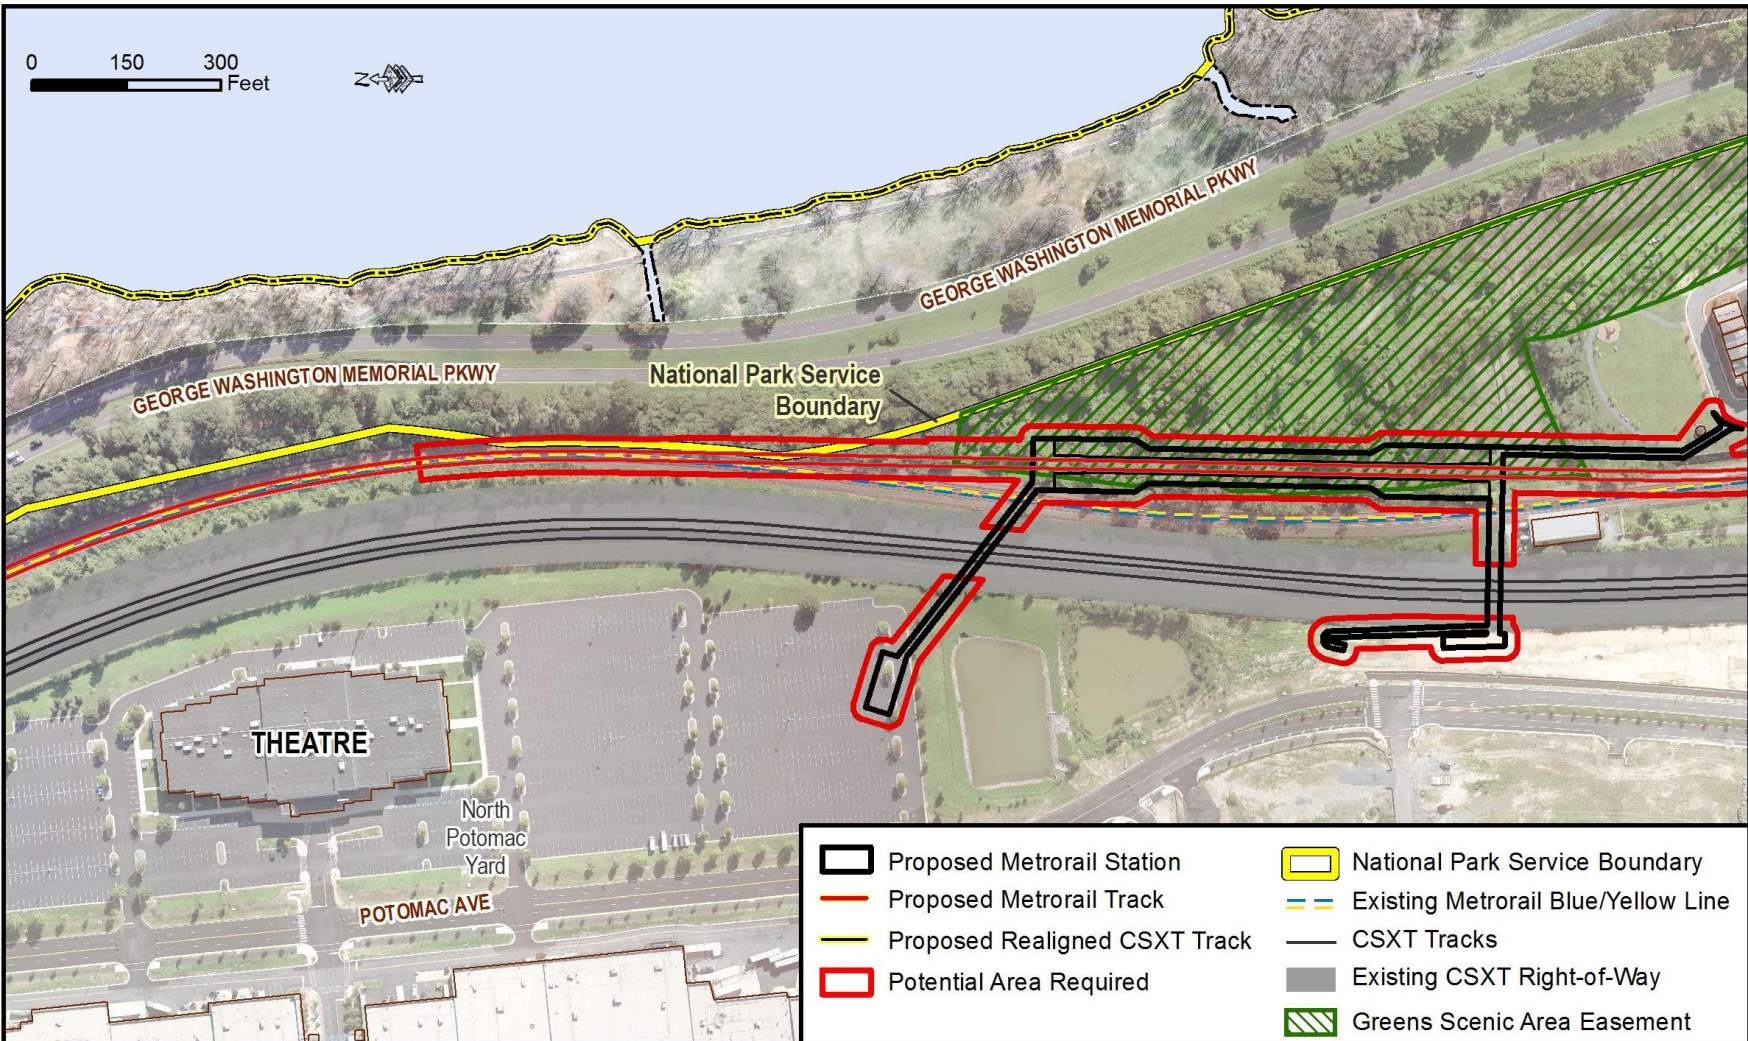 0 150 300
Feet
N
GEORGE WASHINGTON MEMORIAL PKWY
GEORGE WASHINGTON MEMORIAL PKWY
National Park Service
Boundary
THEATRE
North
Potomac
Yard
POTOMAC AVE
Proposed Metrorail Station
Proposed Metrorail Track
Proposed Realigned CSXT Track
Potential Area Required
National Park Service Boundary
Existing Metrorail Blue/Yellow Line
CSXT Tracks
Existing CSXT Right-of-Way
Greens Scenic Area Easement